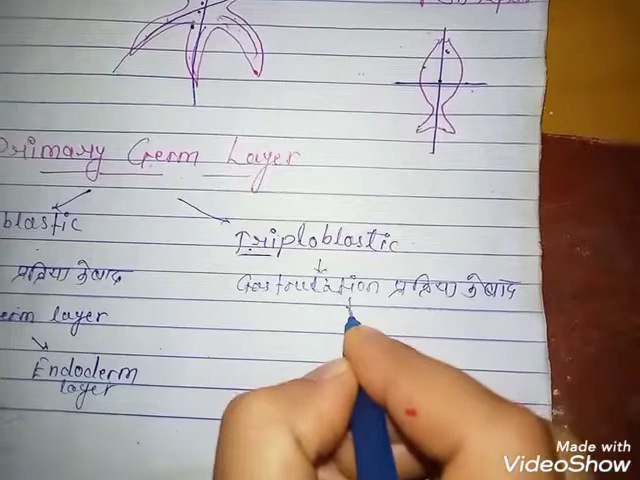 Primary Germ Layer
blastic
Triploblastic
प्रक्रिया के बाद
Gastrulation प्रक्रिया के बाद
erm layer
Endoderm
layer
Made with
VideoShow